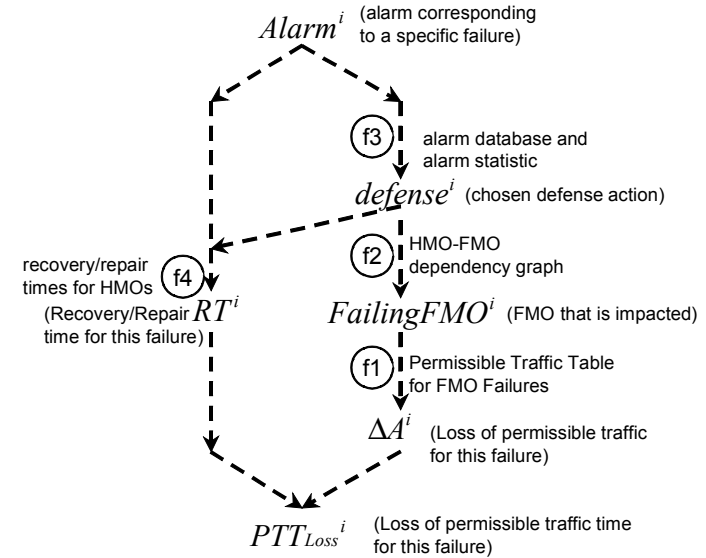 Alarm^i (alarm corresponding
to a specific failure)
f3
alarm database and
alarm statistic
defense^i (chosen defense action)
f2
HMO-FMO
dependency graph
recovery/repair
times for HMOs
f4
(Recovery/Repair
time for this failure)
RT^i
FailingFMO^i (FMO that is impacted)
f1
Permissible Traffic Table
for FMO Failures
ΔA^i (Loss of permissible traffic
for this failure)
PTT_Loss^i (Loss of permissible traffic time
for this failure)